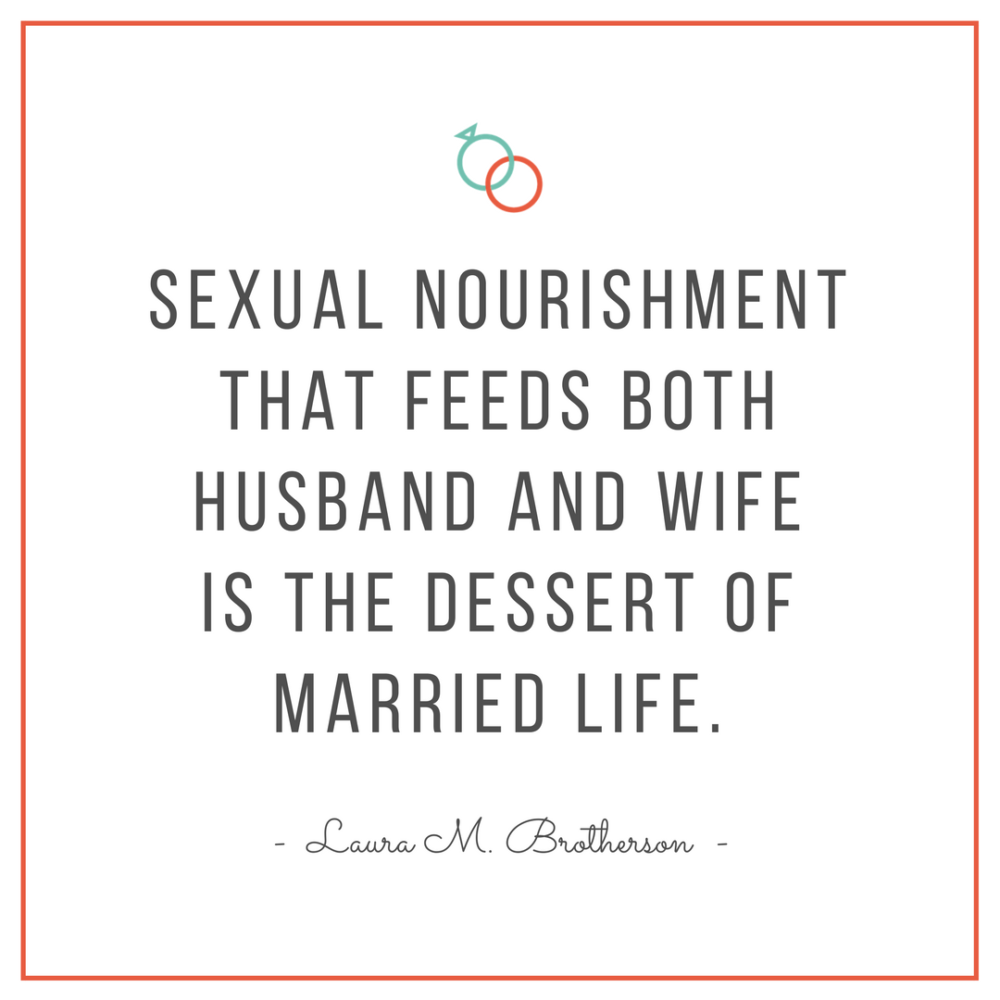 SEXUAL NOURISHMENT
THAT FEEDS BOTH
HUSBAND AND WIFE
IS THE DESSERT OF
MARRIED LIFE.
- Laura M. Brotherson -